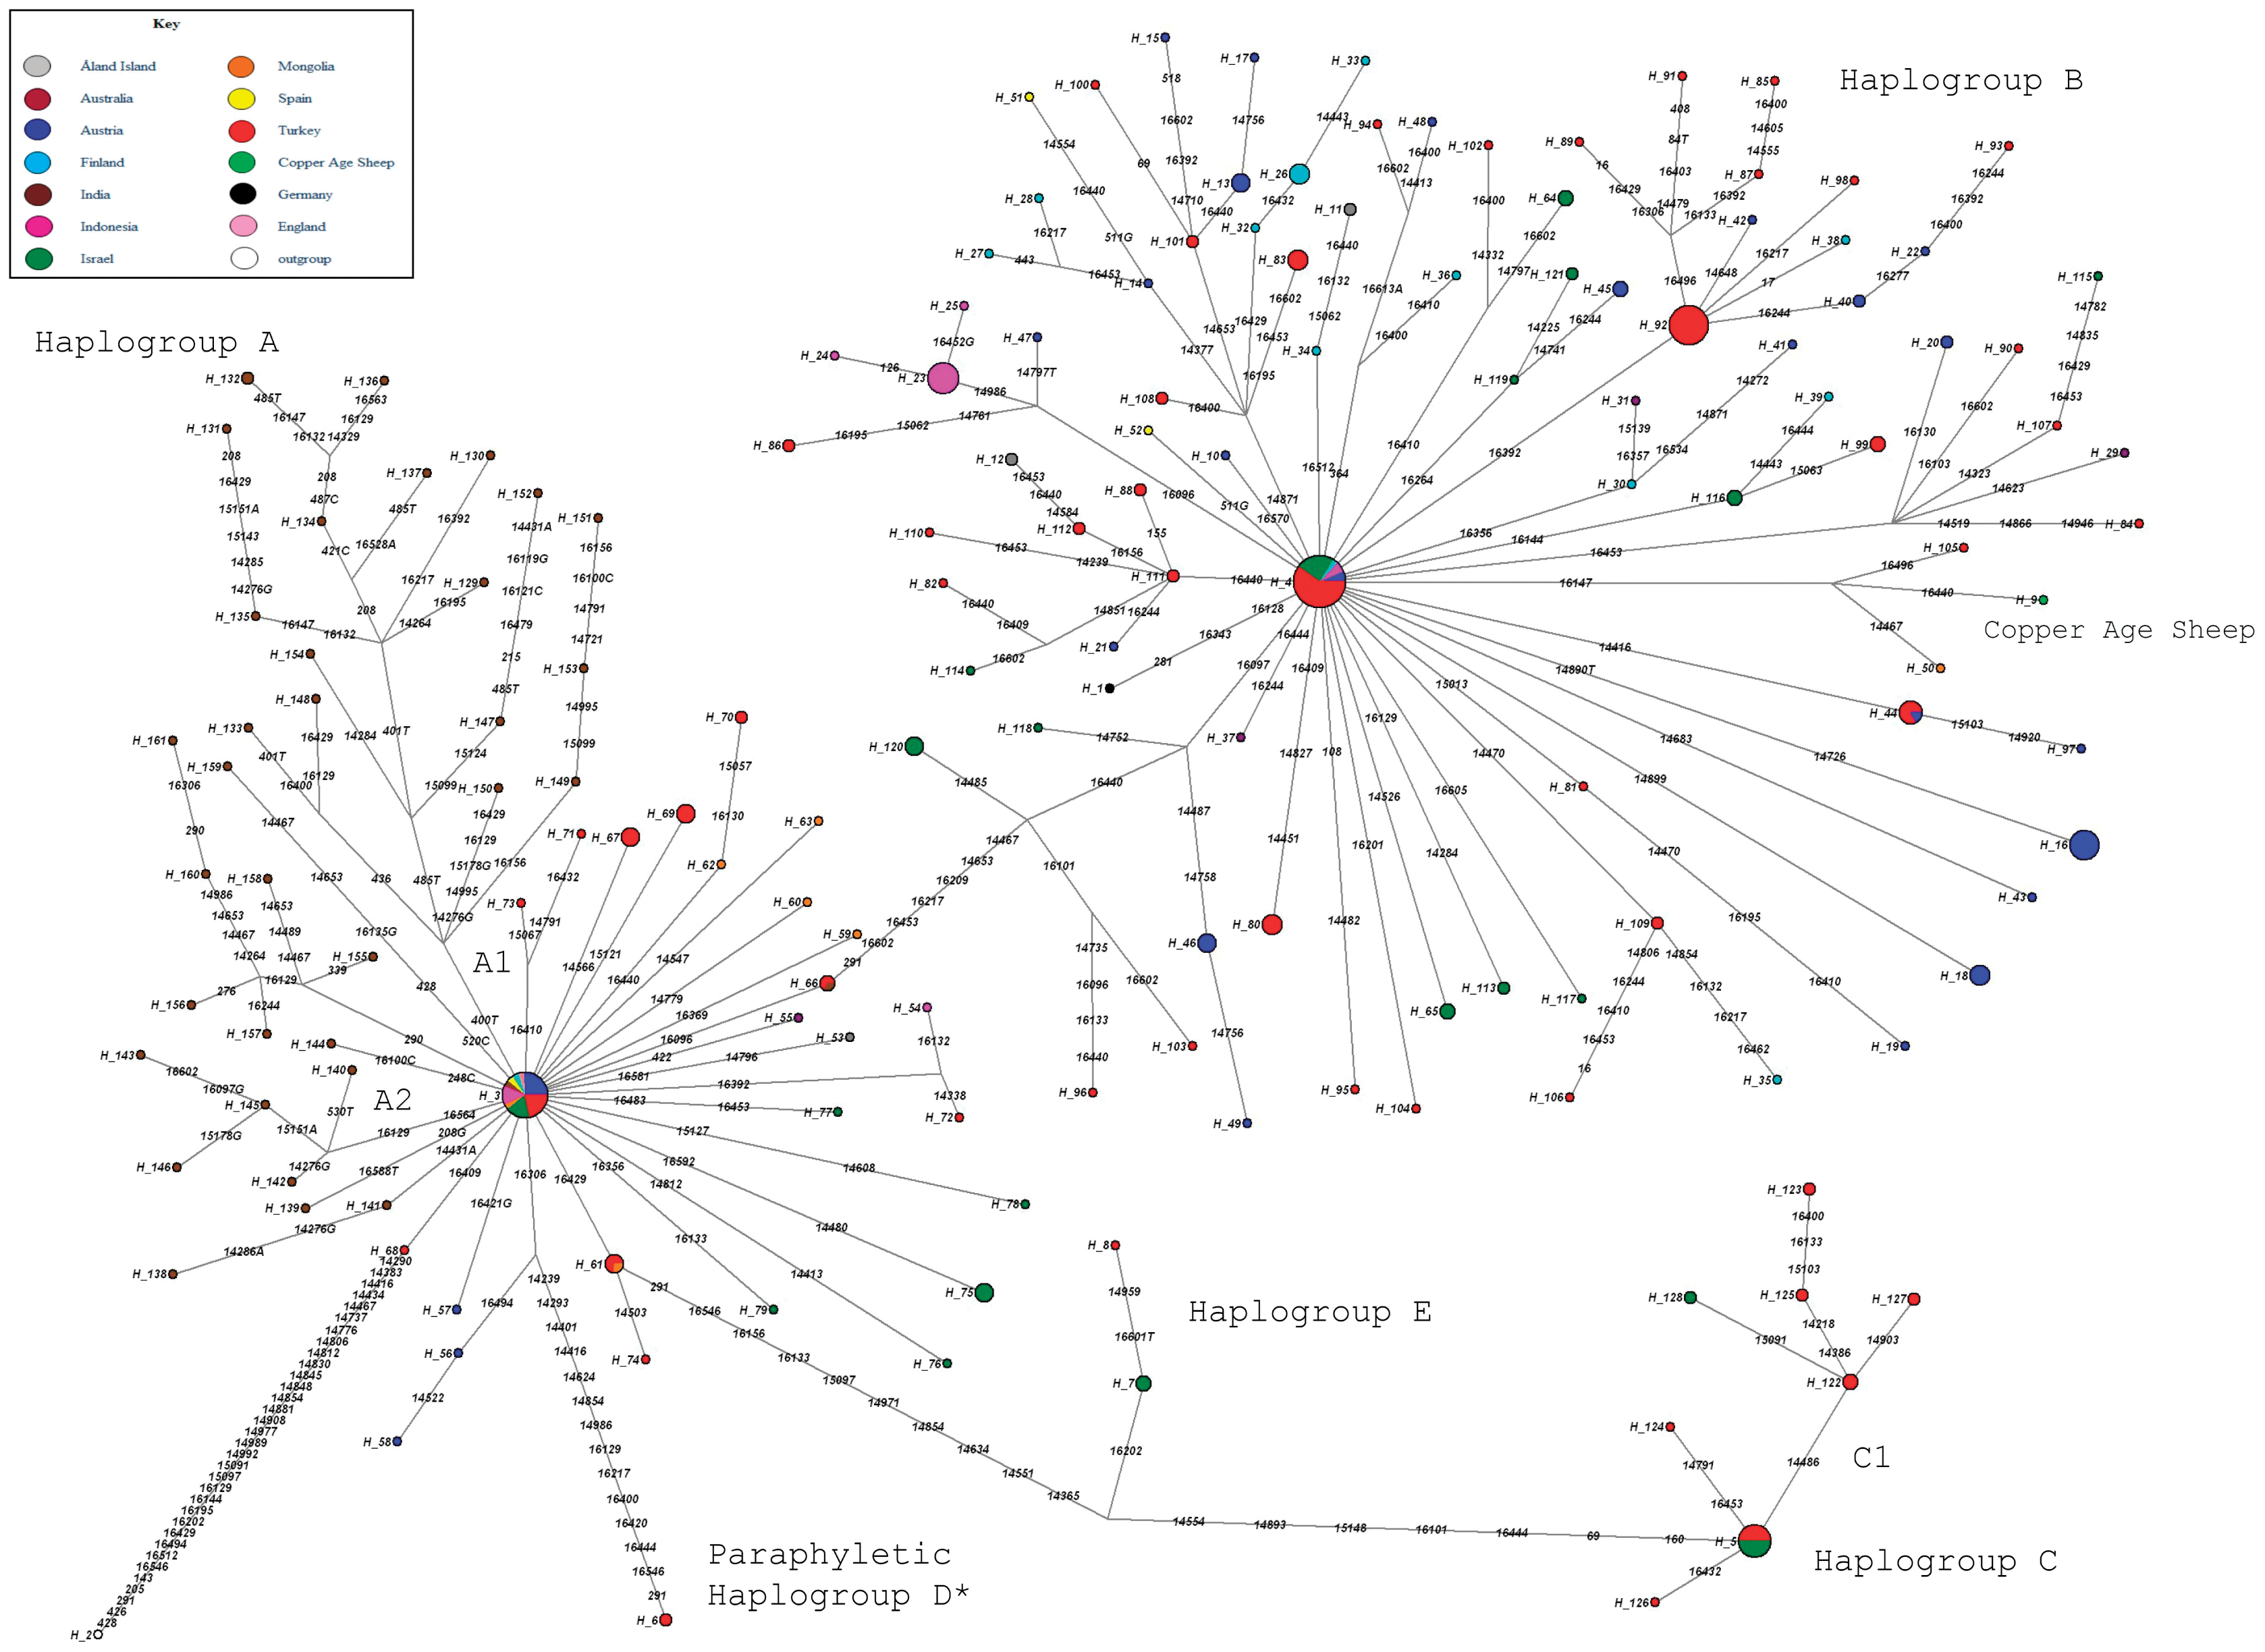 Key
Åland Island
Mongolia
Australia
Spain
Austria
Turkey
Finland
Copper Age Sheep
India
Germany
Indonesia
England
Israel
outgroup
Haplogroup B
H_15
518
16602
16392
14710
H_17
14756
H_13
16440
H_33
14443
H_26
16432
H_32
16429
16195
H_51
14554
16440
511G
H_100
69
H_101
14653
H_28
16217
H_27
443
16453
H_14
14377
H_83
16602
16453
H_11
16440
16132
15062
H_34
16512
H_94
16602
H_48
16400
14413
16613A
H_36
16410
16400
364
H_102
16400
14332
H_64
16602
14797
16410
H_121
14225
H_45
16244
14741
H_119
16264
H_89
16
16429
16306
H_91
408
84T
16403
14479
H_85
16400
14605
14555
H_87
16392
16133
16496
H_42
14648
H_98
16217
H_38
17
H_93
16244
16392
16400
H_22
16277
H_40
16244
H_92
16392
H_41
14272
14871
16534
H_31
15139
16357
H_30
16356
H_39
16444
14443
H_99
15063
H_116
16144
H_20
16130
H_90
16602
16103
H_115
14782
14835
16429
16453
H_107
14323
H_29
14623
14519
14866
14946
H_84
16453
H_105
16496
16440
H_9
14467
H_50
16147
Copper Age Sheep
H_25
16452G
H_24
126
H_23
14986
H_47
14797T
14761
15062
16195
H_86
16096
H_108
16400
H_52
511G
H_10
14871
16570
H_12
16453
16440
14584
H_112
16156
H_88
155
H_110
16453
14239
H_111
16440
H_4
H_82
16440
16409
14851
16244
H_21
16602
H_114
16128
16343
281
H_1
16444
16097
16244
H_37
16409
H_118
14752
H_120
14485
16440
14487
14758
H_46
14756
H_49
14467
14653
16209
16217
16453
16602
291
16101
14735
16096
16133
16440
H_96
16602
H_103
14827
14451
H_80
108
14482
H_95
16201
H_104
16129
14526
H_65
14284
H_113
16605
H_117
15013
14470
H_109
14806
16244
16410
16453
16
H_106
14854
16132
16217
16462
H_35
H_81
14470
16195
16410
H_19
14416
H_44
15103
14920
H_97
14890T
14899
H_18
14683
H_43
14726
H_16
Haplogroup A
H_132
485T
16147
16132
H_136
16563
16129
14329
208
487C
H_134
421C
H_131
208
16429
15151A
15143
14285
14276G
H_135
16147
16132
H_137
485T
16528A
208
H_130
16392
16217
H_129
16195
14264
401T
H_152
14431A
16119G
16121C
16479
215
485T
H_147
15124
15099
H_151
16156
16100C
14791
14721
H_153
14995
15099
H_149
16156
H_154
14284
H_148
16429
16129
H_133
401T
16400
436
485T
H_150
16429
16129
15178G
14995
14276G
H_161
16306
290
H_160
14986
14653
14467
14264
H_159
14467
14653
16135G
428
H_158
14653
14489
14467
H_155
339
16129
276
H_156
16244
H_157
290
A1
400T
520C
H_71
16432
H_73
14791
15067
16410
H_67
14566
H_69
15121
H_70
15057
16130
H_62
16440
H_63
14547
H_60
14779
H_59
16369
H_66
16096
H_55
422
H_53
14796
16581
H_54
16132
14338
H_72
16392
16483
16453
H_77
A2
H_144
16100C
248C
H_143
16602
16097G
H_145
15178G
H_146
15151A
H_140
530T
14276G
H_142
16564
16129
H_3
208G
16588T
H_139
14431A
H_141
14276G
14286A
H_138
16409
H_68
14290
14383
14416
14434
14467
14737
14776
14806
14812
14830
14845
14848
14854
14881
14908
14977
14989
14992
15091
15097
16129
16144
16195
16202
16429
16494
16512
16546
143
205
291
426
428
H_2
16421G
H_57
16306
16494
H_56
14522
H_58
14239
14293
14401
14416
14624
14854
14986
16129
16217
16400
16420
16444
16546
291
H_6
Paraphyletic
Haplogroup D*
16429
H_61
14503
H_74
291
16546
16156
16133
15097
14971
14854
14634
14551
14365
16356
16133
H_79
14812
14413
H_76
16592
14480
H_75
15127
14608
H_78
Haplogroup E
H_8
14959
16601T
H_7
16202
14554
14893
15148
16101
16444
69
160
H_5
H_123
16400
16133
15103
H_125
14218
14386
H_127
14903
H_128
15091
H_122
14486
C1
H_124
14791
16453
16432
H_126
Haplogroup C